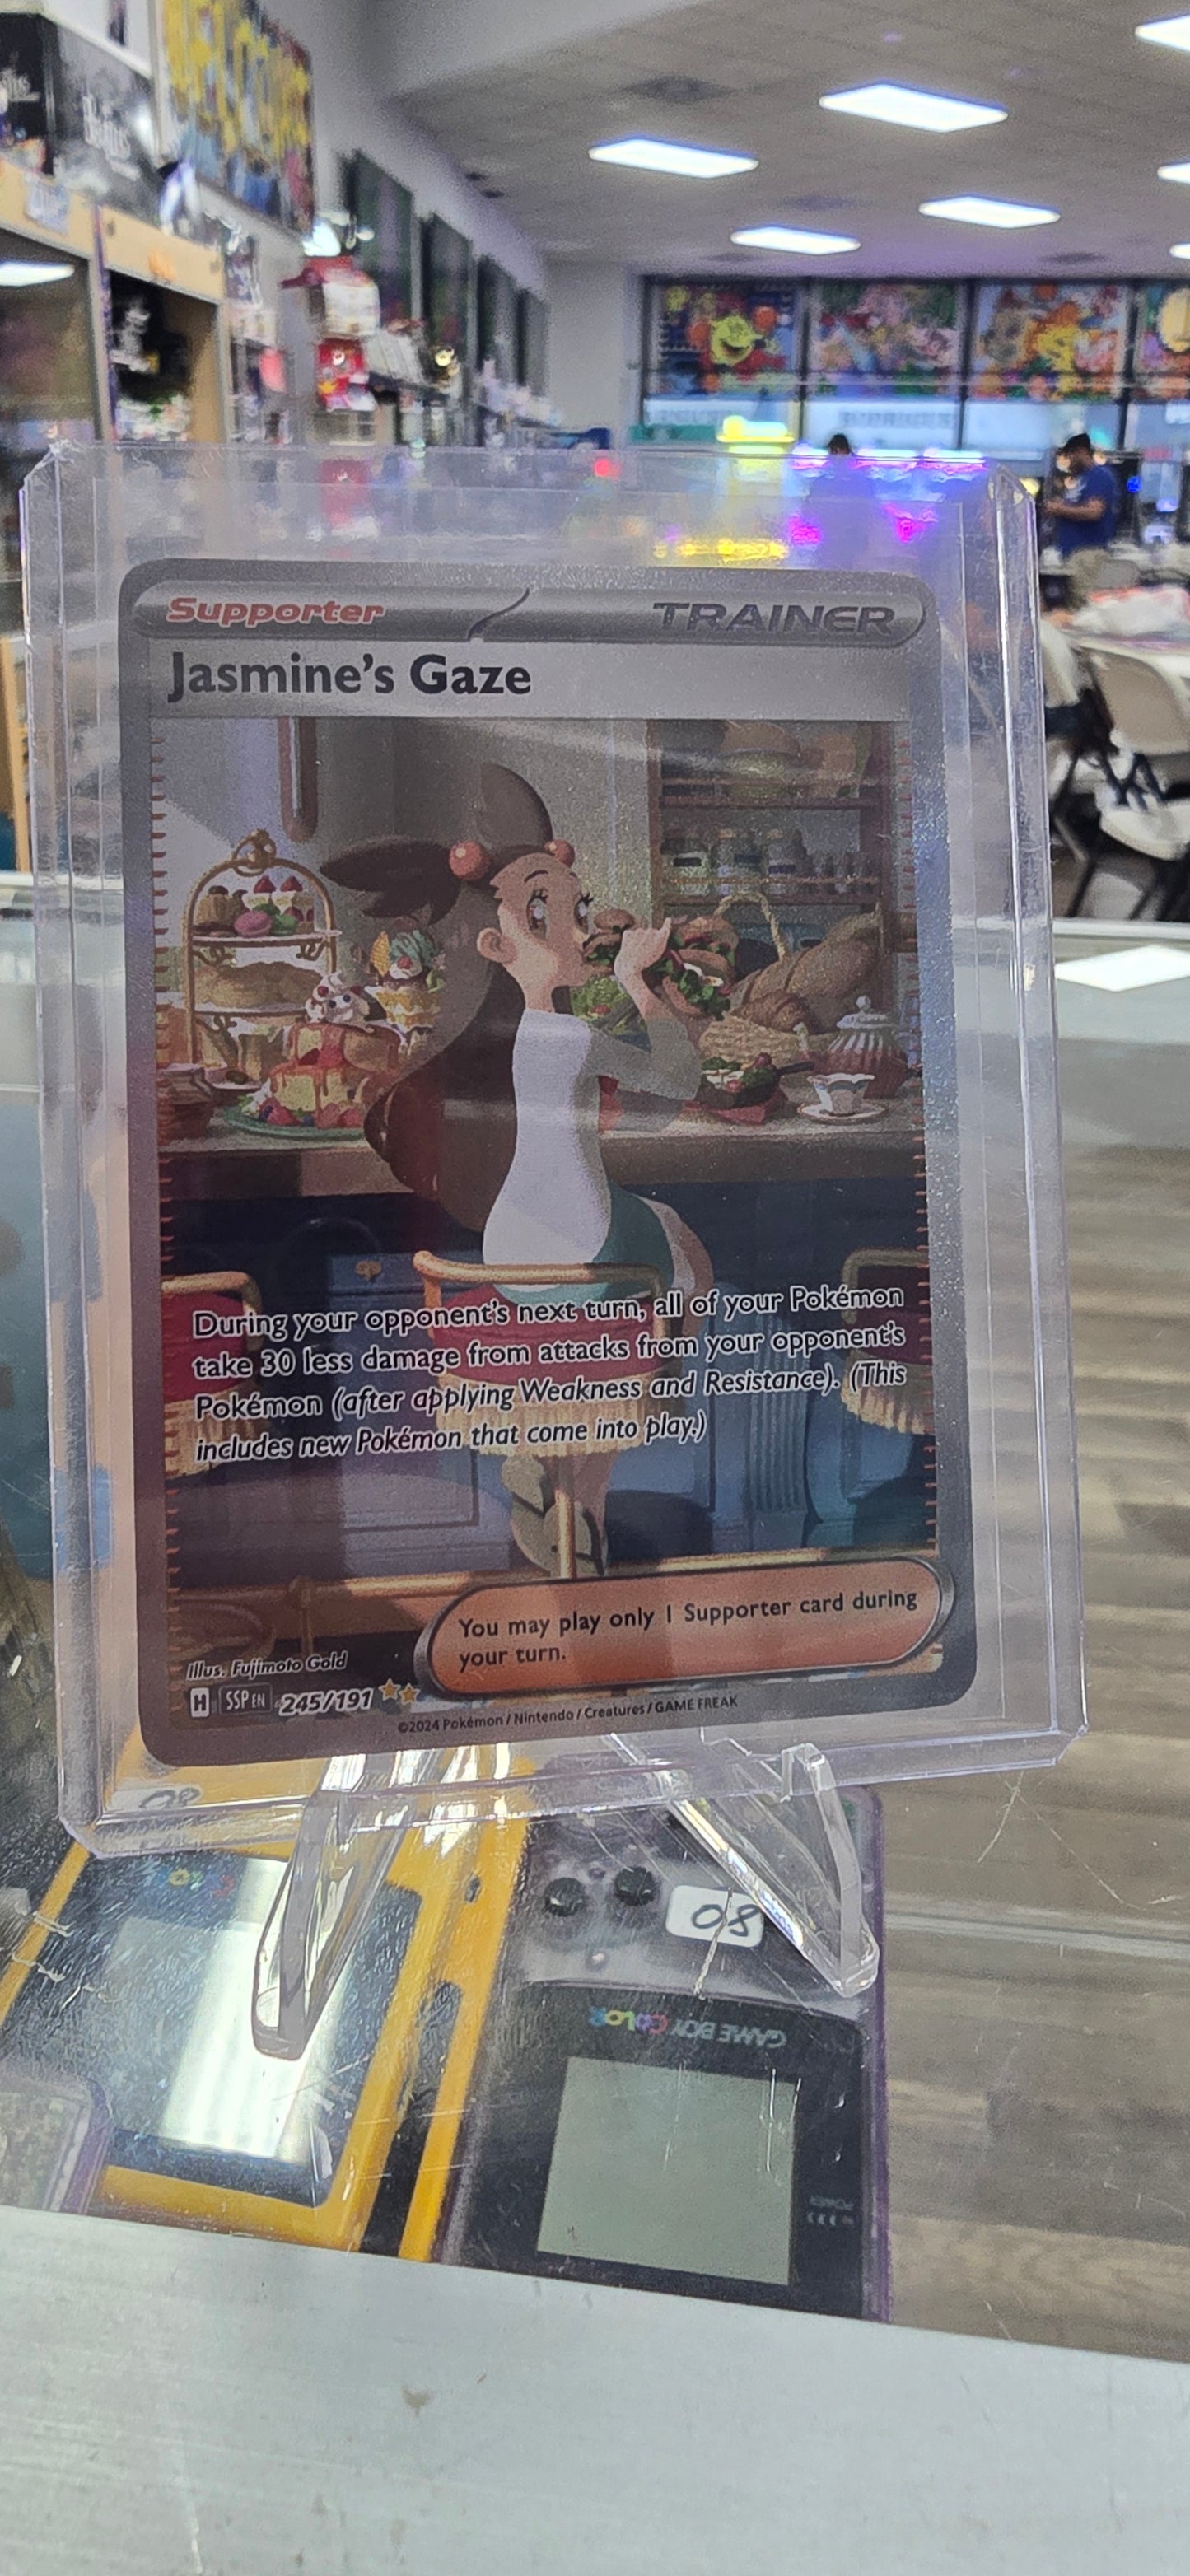 Supporter
TRAINER
Jasmine's Gaze
During your opponent's next turn, all of your Pokémon
take 30 less damage from attacks from your opponent's
Pokémon (after applying Weakness and Resistance). (This
includes new Pokémon that come into play.)
You may play only 1 Supporter card during
your turn.
Illus. Fujimoto Gold
H SSP EN 245/191
©2024 Pokémon / Nintendo / Creatures / GAME FREAK
08
08
GAME BOY COLOR
POWER